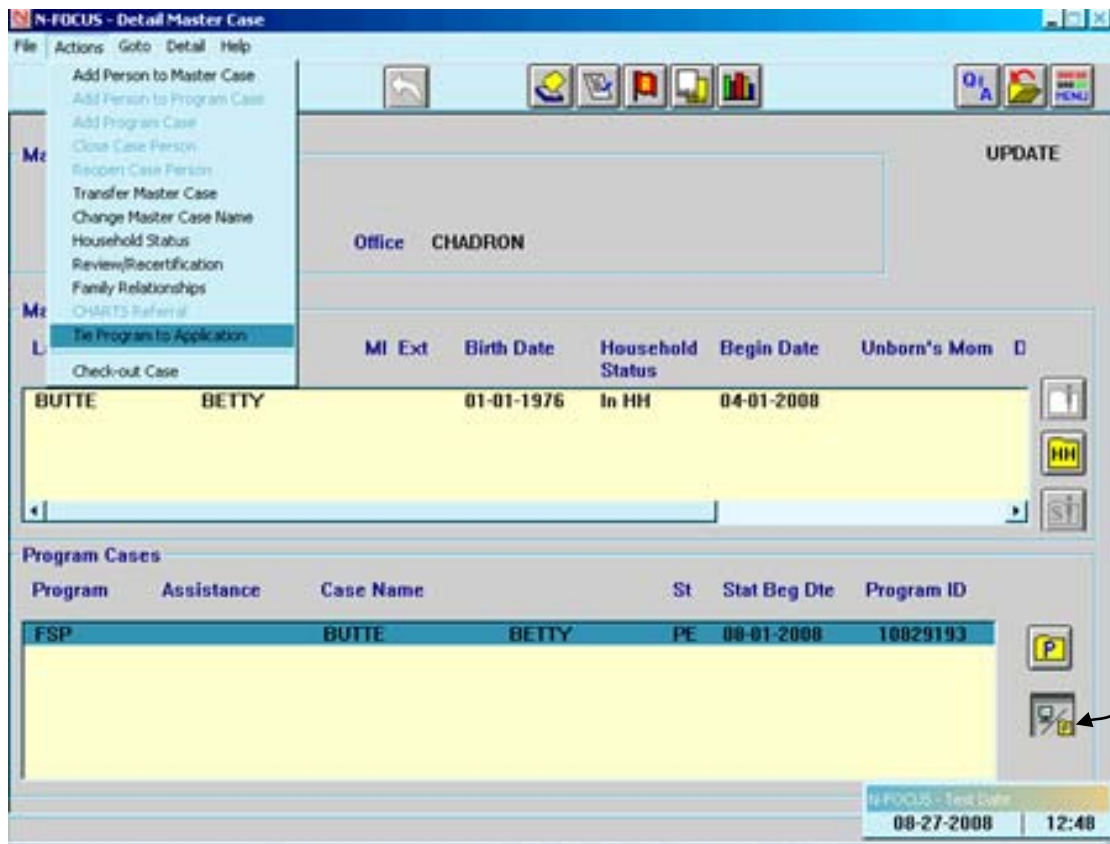 N-FOCUS - Detail Master Case
File Actions Goto Detail Help
Add Person to Master Case
Add Person to Program Case
Add Program Case
Close Case Person
Reopen Case Person
Transfer Master Case
Change Master Case Name
Household Status
Review/Recertification
Family Relationships
CHARTS Referral
Tie Program to Application
Check-out Case
Q/A
MENU
Ma
UPDATE
Office CHADRON
Ma
L MI Ext Birth Date Household Status Begin Date Unborn's Mom D
BUTTE BETTY 01-01-1976 In HH 04-01-2008
HH
S
Program Cases
Program Assistance Case Name St Stat Beg Dte Program ID
FSP BUTTE BETTY PE 08-01-2008 10829193
P
N-FOCUS - Test Date
08-27-2008 12:48